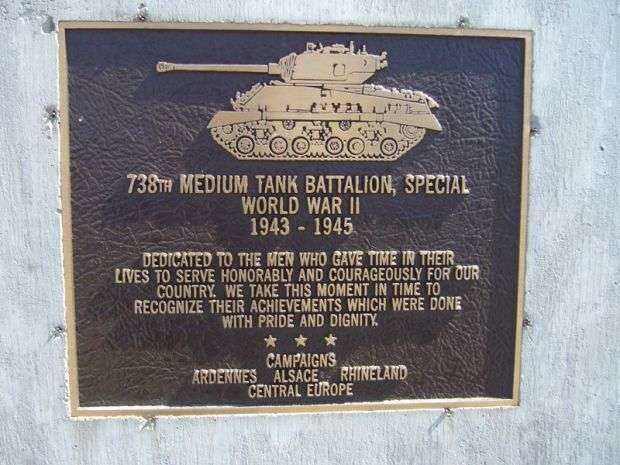 738TH MEDIUM TANK BATTALION, SPECIAL
WORLD WAR II
1943 - 1945
DEDICATED TO THE MEN WHO GAVE TIME IN THEIR
LIVES TO SERVE HONORABLY AND COURAGEOUSLY FOR OUR
COUNTRY. WE TAKE THIS MOMENT IN TIME TO
RECOGNIZE THEIR ACHIEVEMENTS WHICH WERE DONE
WITH PRIDE AND DIGNITY.
CAMPAIGNS
ARDENNES ALSACE RHINELAND
CENTRAL EUROPE